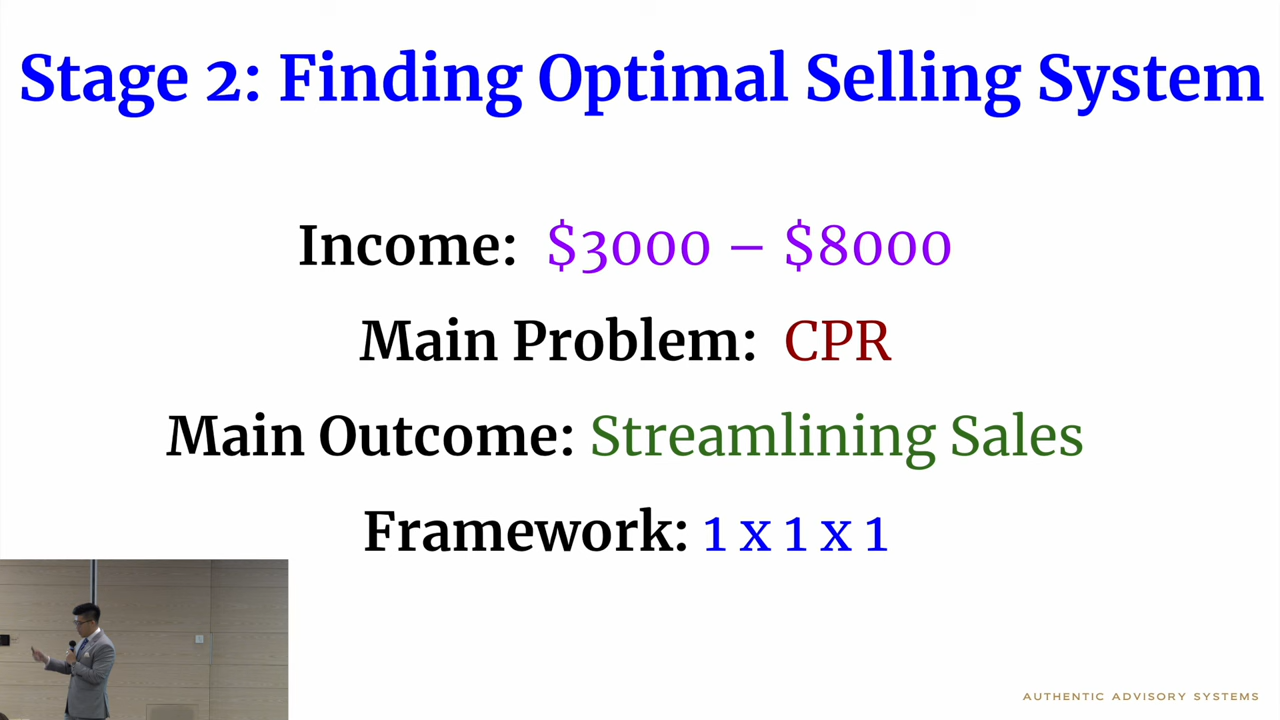 Stage 2: Finding Optimal Selling System
Income: $3000 – $8000
Main Problem: CPR
Main Outcome: Streamlining Sales
Framework: 1 x 1 x 1
AUTHENTIC ADVISORY SYSTEMS